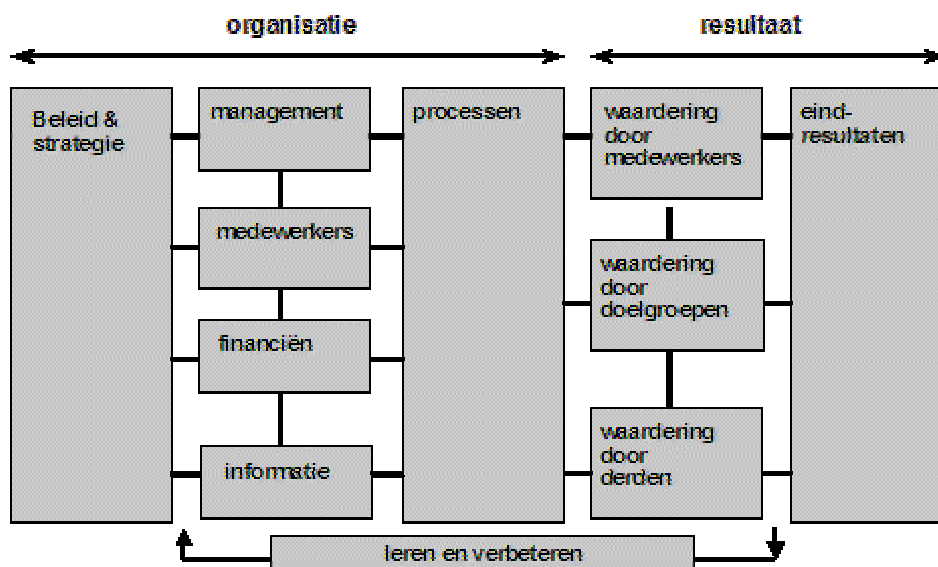 organisatie
resultaat
Beleid &
strategie
management
medewerkers
financiën
informatie
processen
waardering
door
medewerkers
waardering
door
doelgroepen
waardering
door
derden
eind-
resultaten
leren en verbeteren